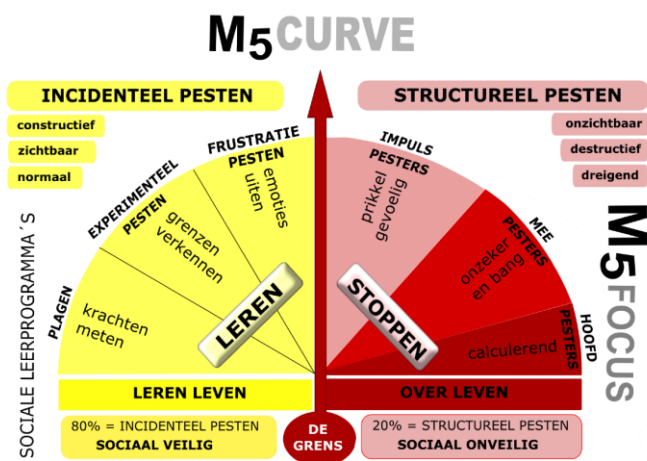 M5CURVE
INCIDENTEEL PESTEN
constructief
zichtbaar
normaal
STRUCTUREEL PESTEN
onzichtbaar
destructief
dreigend
SOCIALE LEERPROGRAMMA´S
PLAGEN
krachten
meten
EXPERIMENTEEL
PESTEN
grenzen
verkennen
FRUSTRATIE
PESTEN
emoties
uiten
IMPULS
PESTERS
prikkel
gevoelig
MEE
PESTERS
onzeker
en bang
HOOFD
PESTERS
calculerend
LEREN
STOPPEN
M5FOCUS
LEREN LEVEN
OVER LEVEN
80% = INCIDENTEEL PESTEN
SOCIAAL VEILIG
DE
GRENS
20% = STRUCTUREEL PESTEN
SOCIAAL ONVEILIG